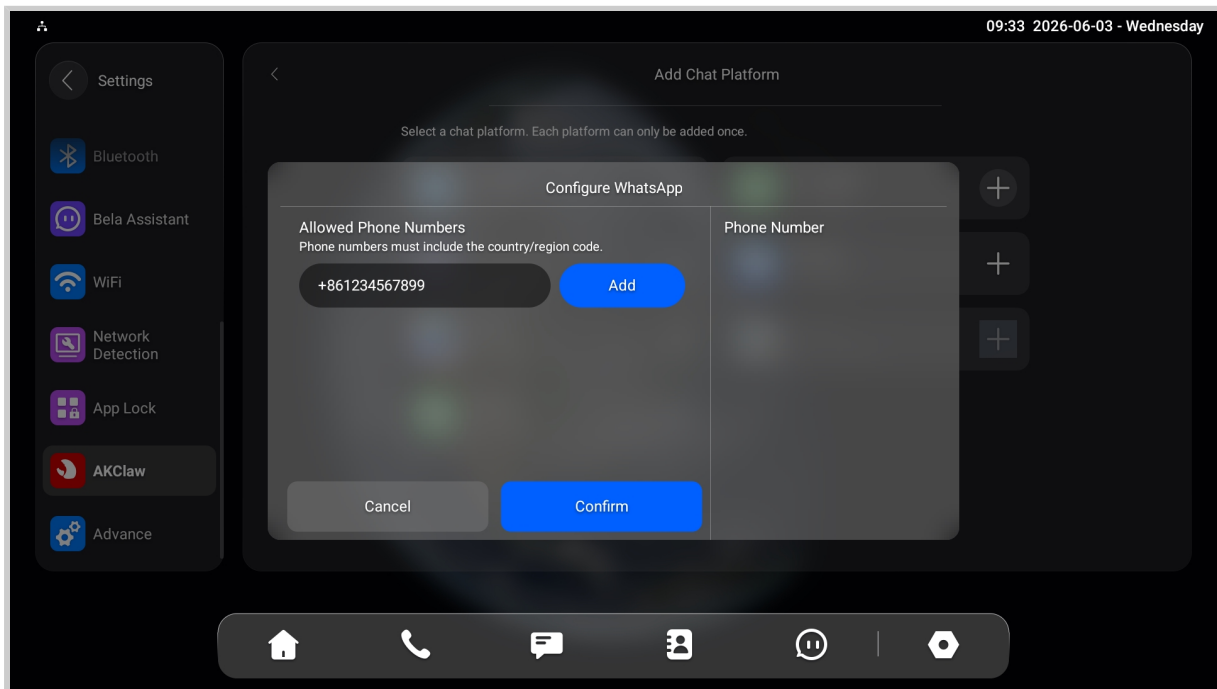 09:33 2026-06-03 - Wednesday
Settings
Bluetooth
Bela Assistant
WiFi
Network
Detection
App Lock
AKClaw
Advance
Add Chat Platform
Select a chat platform. Each platform can only be added once.
Configure WhatsApp
Allowed Phone Numbers
Phone numbers must include the country/region code.
+861234567899
Add
Phone Number
Cancel
Confirm